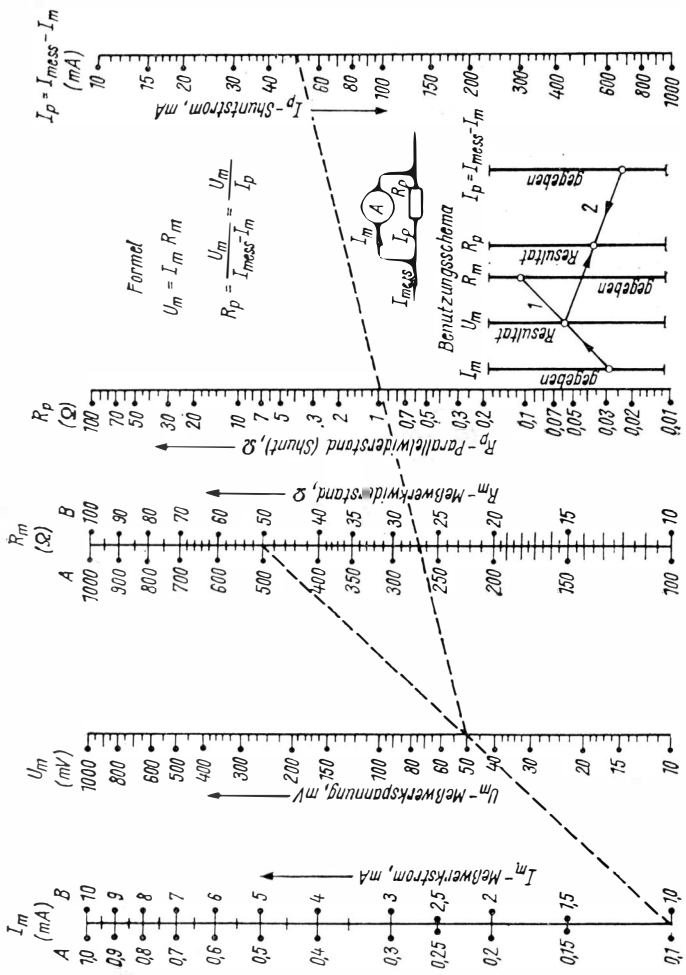 I_m
(mA)
A B
1,0 10
0,9 9
0,8 8
0,7 7
0,6 6
0,5 5
0,4 4
0,3 3
0,25 2,5
0,2 2
0,15 1,5
0,1 1,0
I_m-Meßwerkstrom, mA
U_m
(mV)
1000
800
600
500
400
300
200
150
100
80
60
50
40
30
20
15
10
U_m-Meßwerkspannung, mV
R_m
(Ω)
A B
1000 100
900 90
800 80
700 70
600 60
500 50
400 40
350 35
300 30
250 25
200 20
150 15
100 10
R_m-Meßwerkwiderstand, Ω
R_p
(Ω)
100
70
50
30
20
10
7
5
3
2
1
0,7
0,5
0,3
0,2
0,1
0,07
0,05
0,03
0,02
0,01
R_p-Parallelwiderstand (Shunt), Ω
Formel
U_m = I_m R_m
R_p = U_m / (I_mess - I_m) = U_m / I_p
I_m
A
I_mess
I_p
R_p
Benutzungsschema
I_m U_m R_m R_p I_p = I_mess - I_m
gegeben
Resultat
1
gegeben
Resultat
2
gegeben
I_p = I_mess - I_m
(mA)
10
15
20
30
40
60
80
100
150
200
300
400
600
800
1000
I_p-Shuntstrom, mA